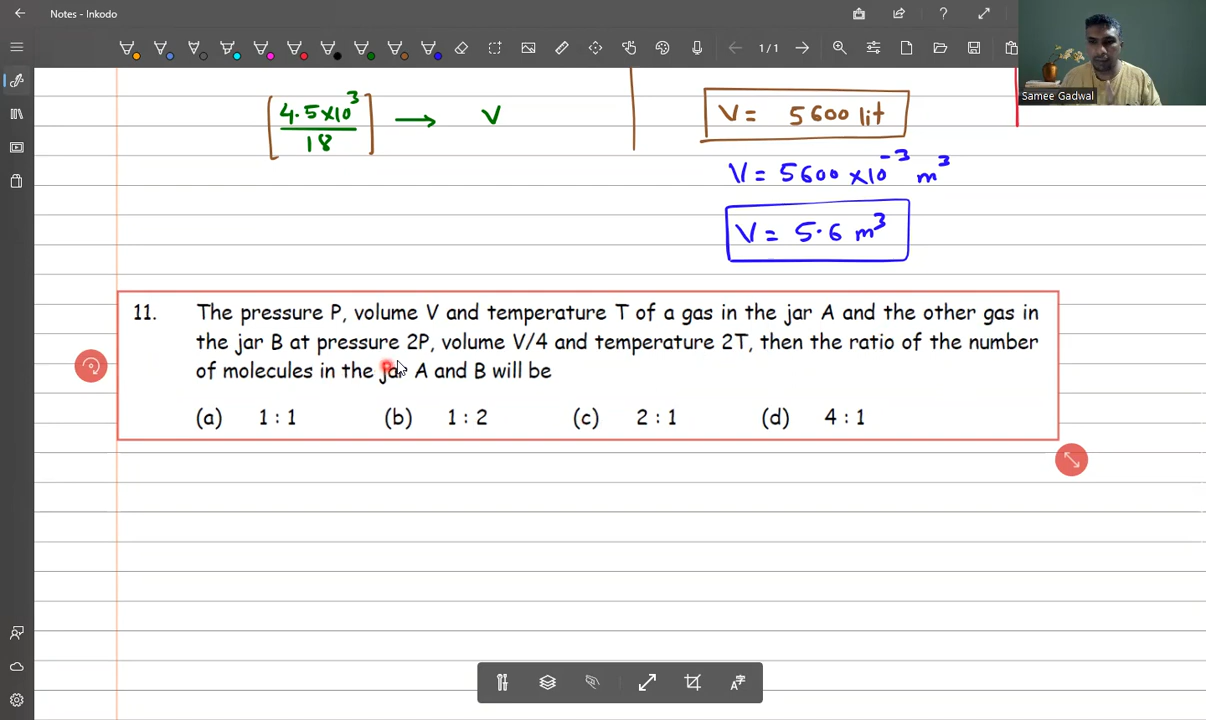 Notes - Inkodo
1/1
Samee Gadwal
[4.5×10³/18] → V
V = 5600 lit
V = 5600 ×10⁻³ m³
V = 5.6 m³
11. The pressure P, volume V and temperature T of a gas in the jar A and the other gas in
the jar B at pressure 2P, volume V/4 and temperature 2T, then the ratio of the number
of molecules in the jar A and B will be
(a) 1 : 1 (b) 1 : 2 (c) 2 : 1 (d) 4 : 1